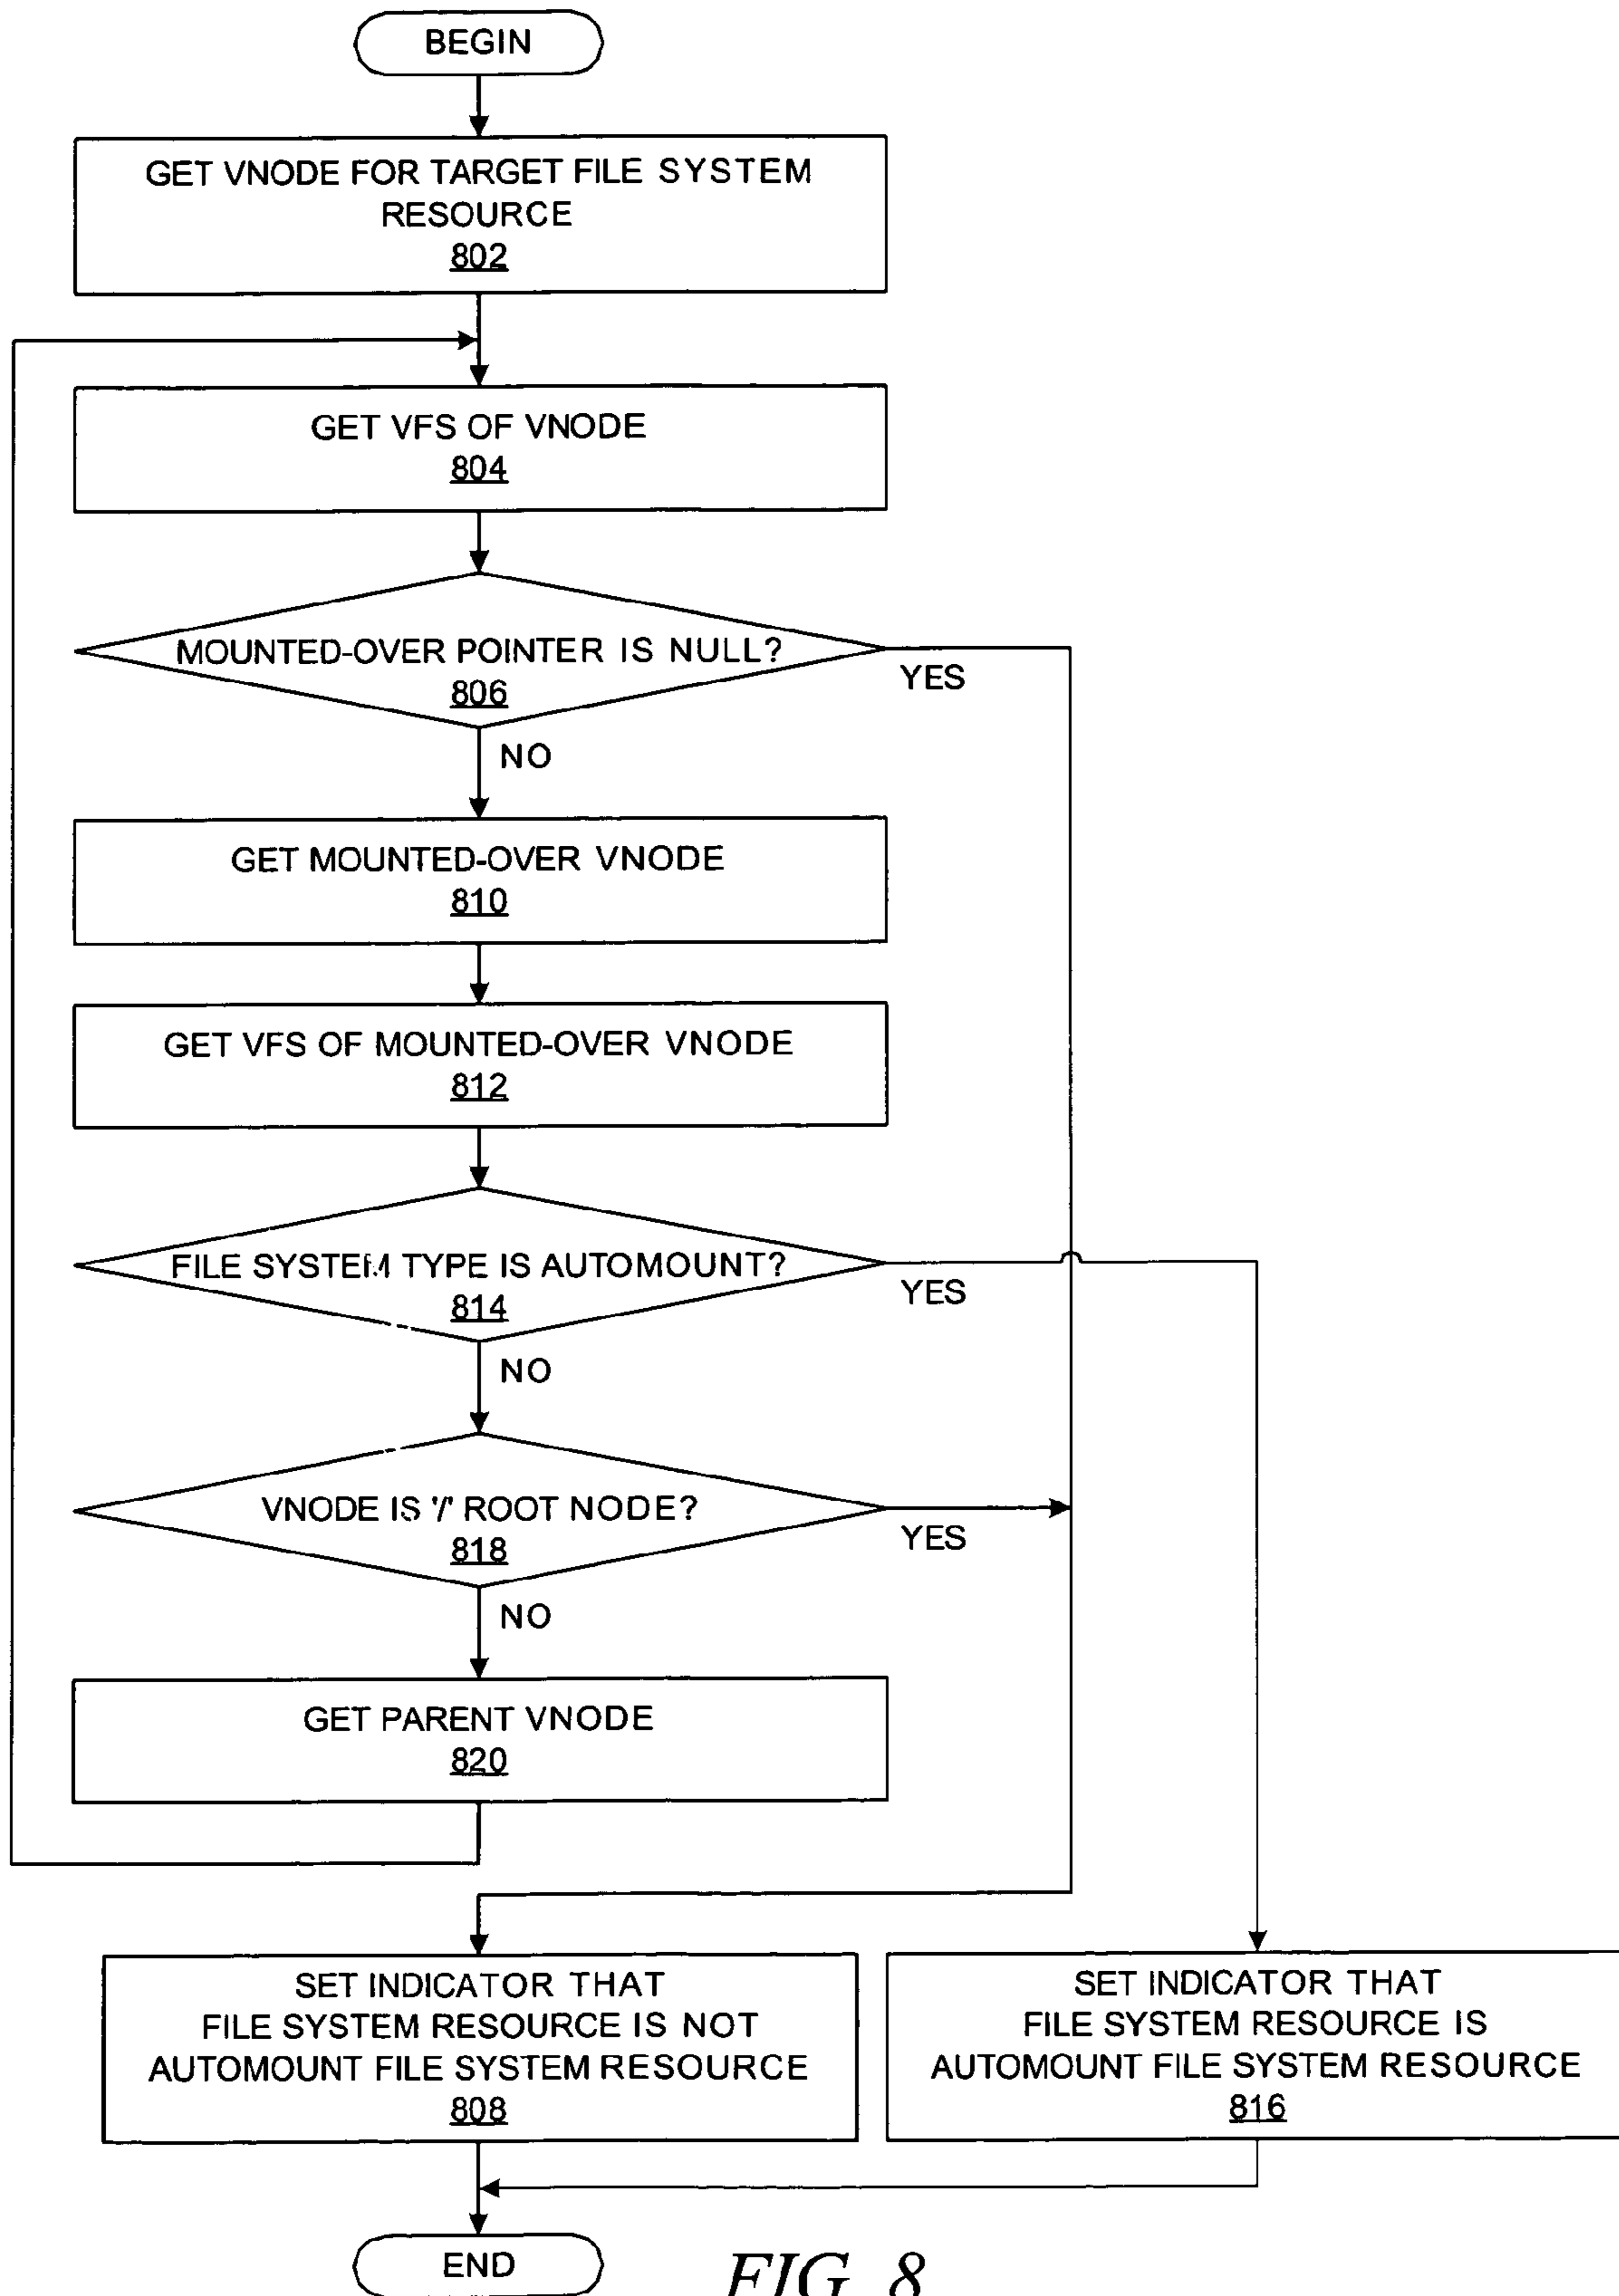 BEGIN
GET VNODE FOR TARGET FILE SYSTEM
RESOURCE
802
GET VFS OF VNODE
804
MOUNTED-OVER POINTER IS NULL?
806
YES
NO
GET MOUNTED-OVER VNODE
810
GET VFS OF MOUNTED-OVER VNODE
812
FILE SYSTEM TYPE IS AUTOMOUNT?
814
YES
NO
VNODE IS '/' ROOT NODE?
818
YES
NO
GET PARENT VNODE
820
SET INDICATOR THAT
FILE SYSTEM RESOURCE IS NOT
AUTOMOUNT FILE SYSTEM RESOURCE
808
SET INDICATOR THAT
FILE SYSTEM RESOURCE IS
AUTOMOUNT FILE SYSTEM RESOURCE
816
END
FIG. 8